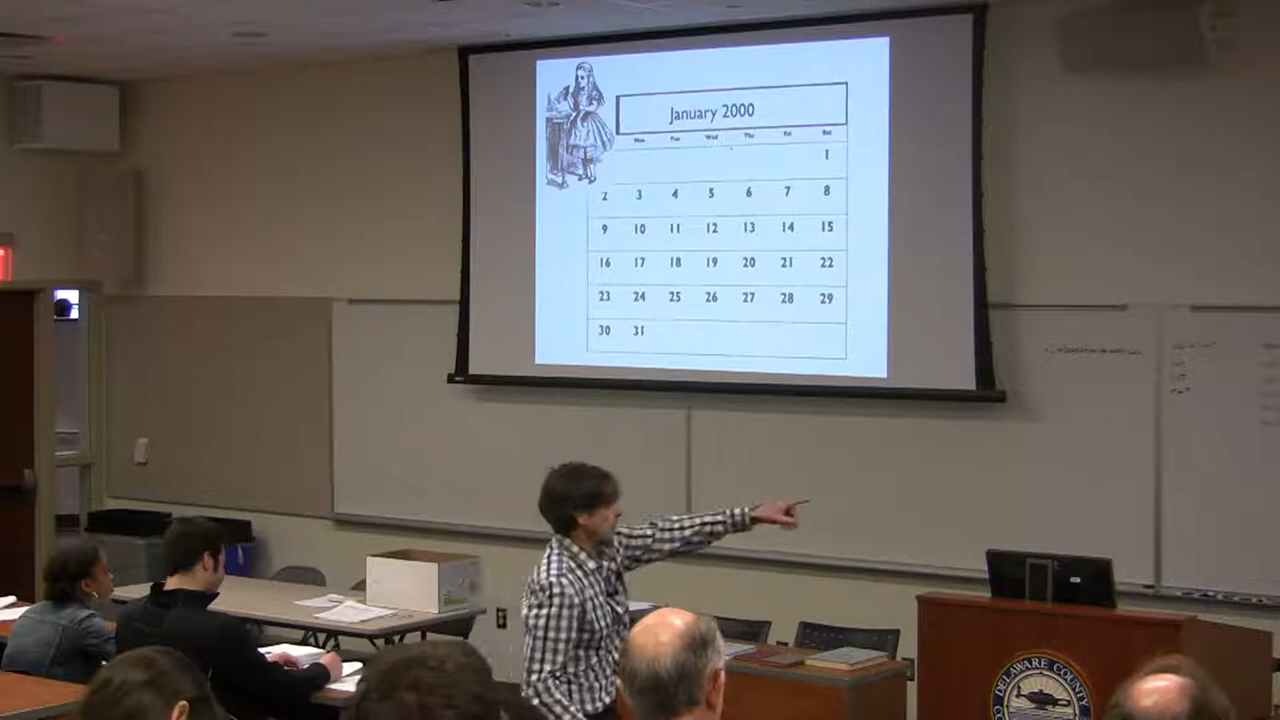 January 2000
Mon Tue Wed Thu Fri Sat
1
2 3 4 5 6 7 8
9 10 11 12 13 14 15
16 17 18 19 20 21 22
23 24 25 26 27 28 29
30 31
DELAWARE COUNTY
CO